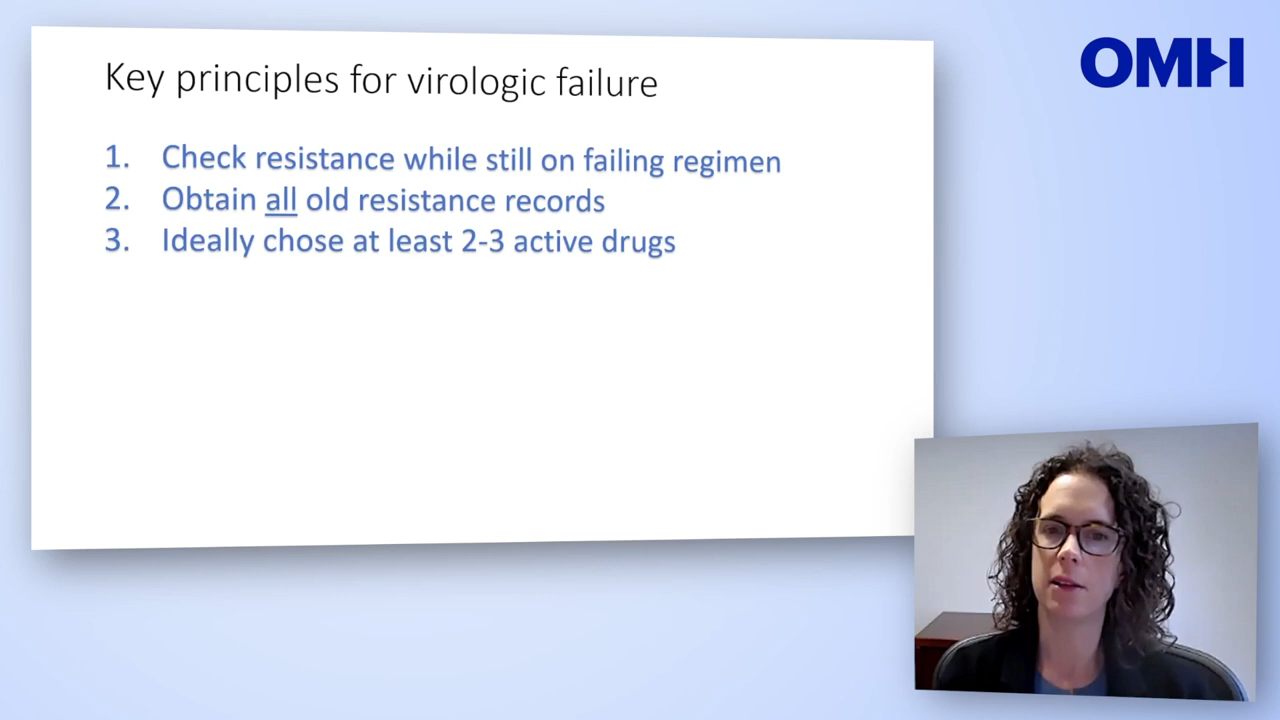 Key principles for virologic failure
1. Check resistance while still on failing regimen
2. Obtain all old resistance records
3. Ideally chose at least 2-3 active drugs
OMH